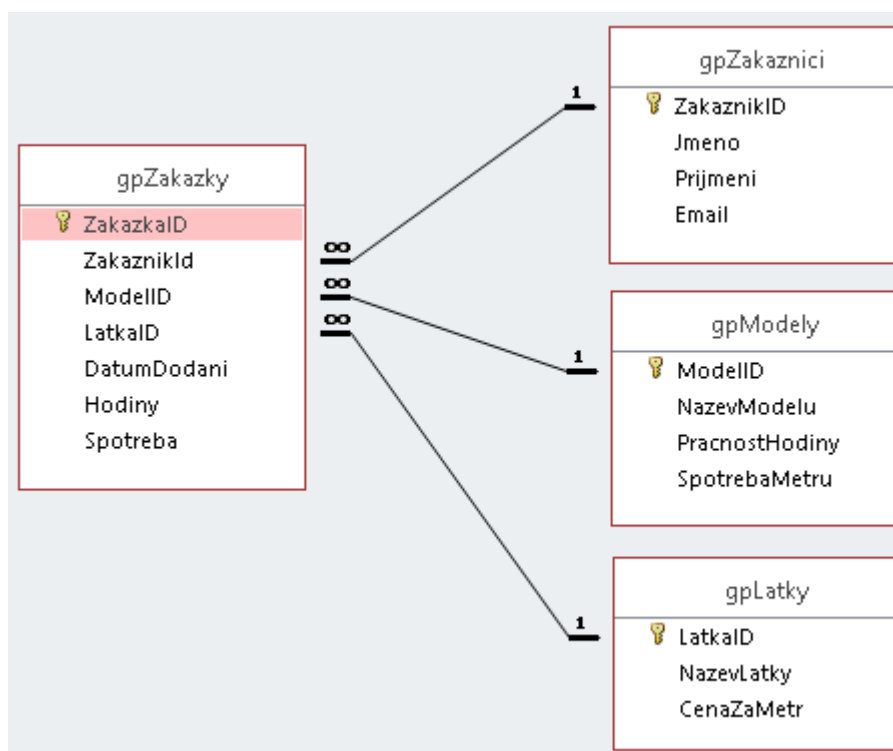 gpZakazky
ZakazkaID
ZakaznikId
ModelID
LatkaID
DatumDodani
Hodiny
Spotreba
∞
∞
∞
1
1
1
gpZakaznici
ZakaznikID
Jmeno
Prijmeni
Email
gpModely
ModelID
NazevModelu
PracnostHodiny
SpotrebaMetru
gpLatky
LatkaID
NazevLatky
CenaZaMetr